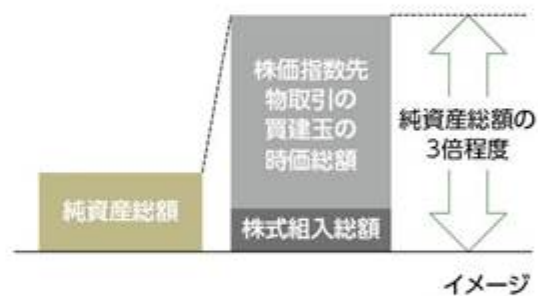 株価指数先
物取引の
買建玉の
時価総額
純資産総額の
3倍程度
純資産総額
株式組入総額
イメージ